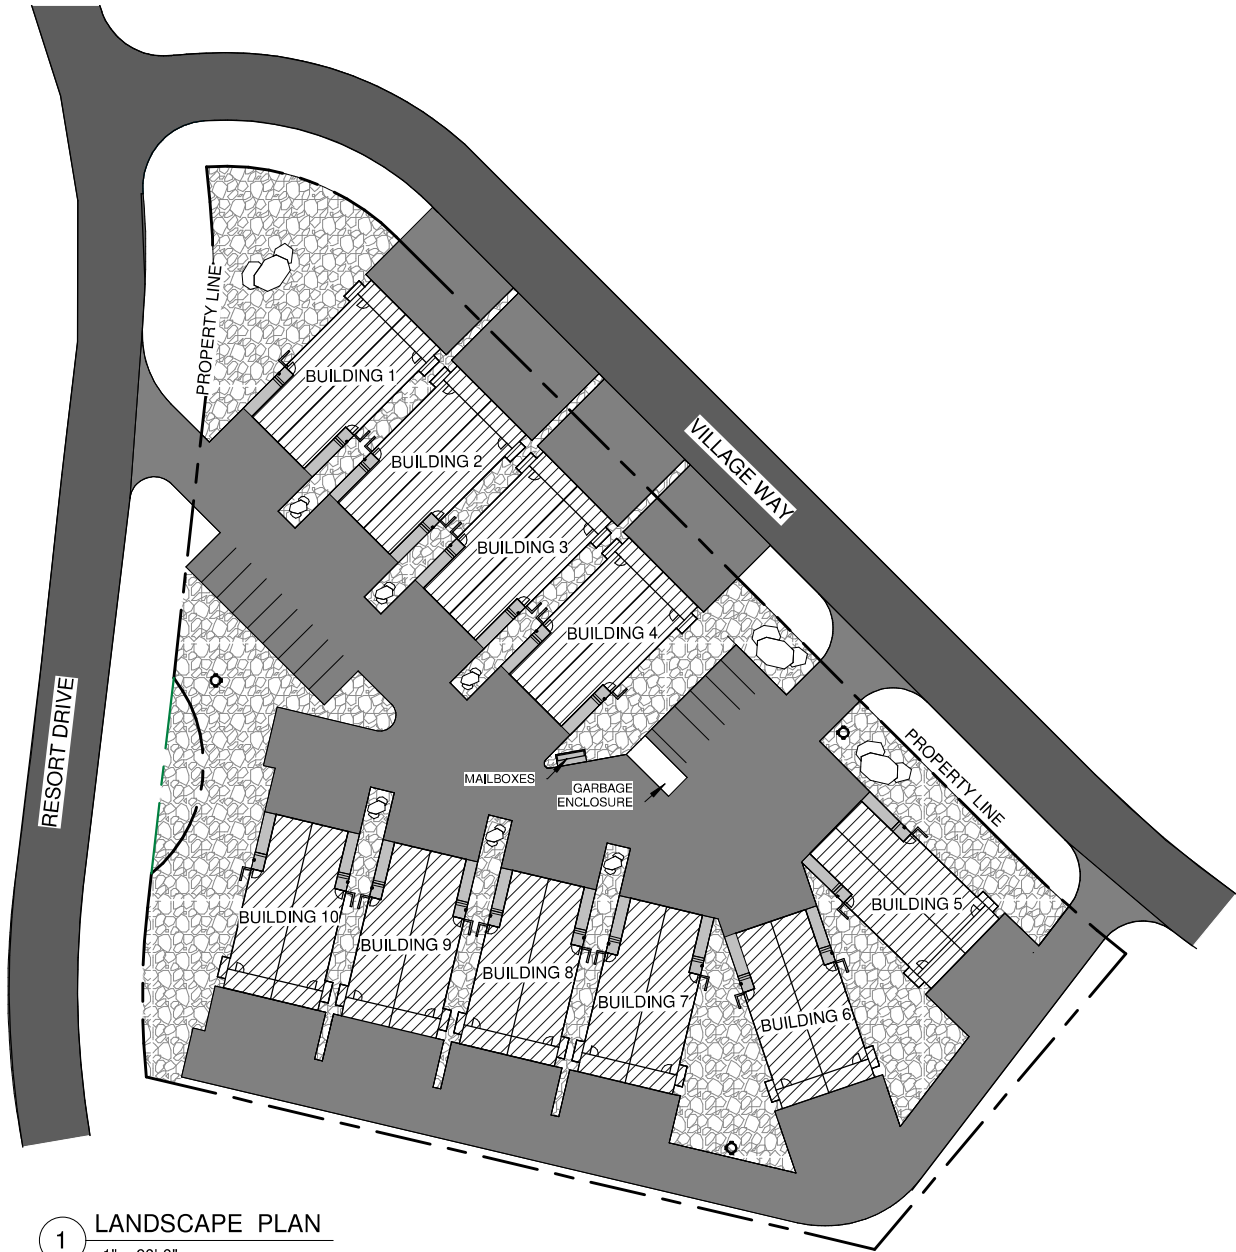 PROPERTY LINE
BUILDING 1
BUILDING 2
VILLAGE WAY
BUILDING 3
BUILDING 4
RESORT DRIVE
MAILBOXES
GARBAGE
ENCLOSURE
PROPERTY LINE
BUILDING 5
BUILDING 10
BUILDING 9
BUILDING 8
BUILDING 7
BUILDING 6
1
LANDSCAPE PLAN